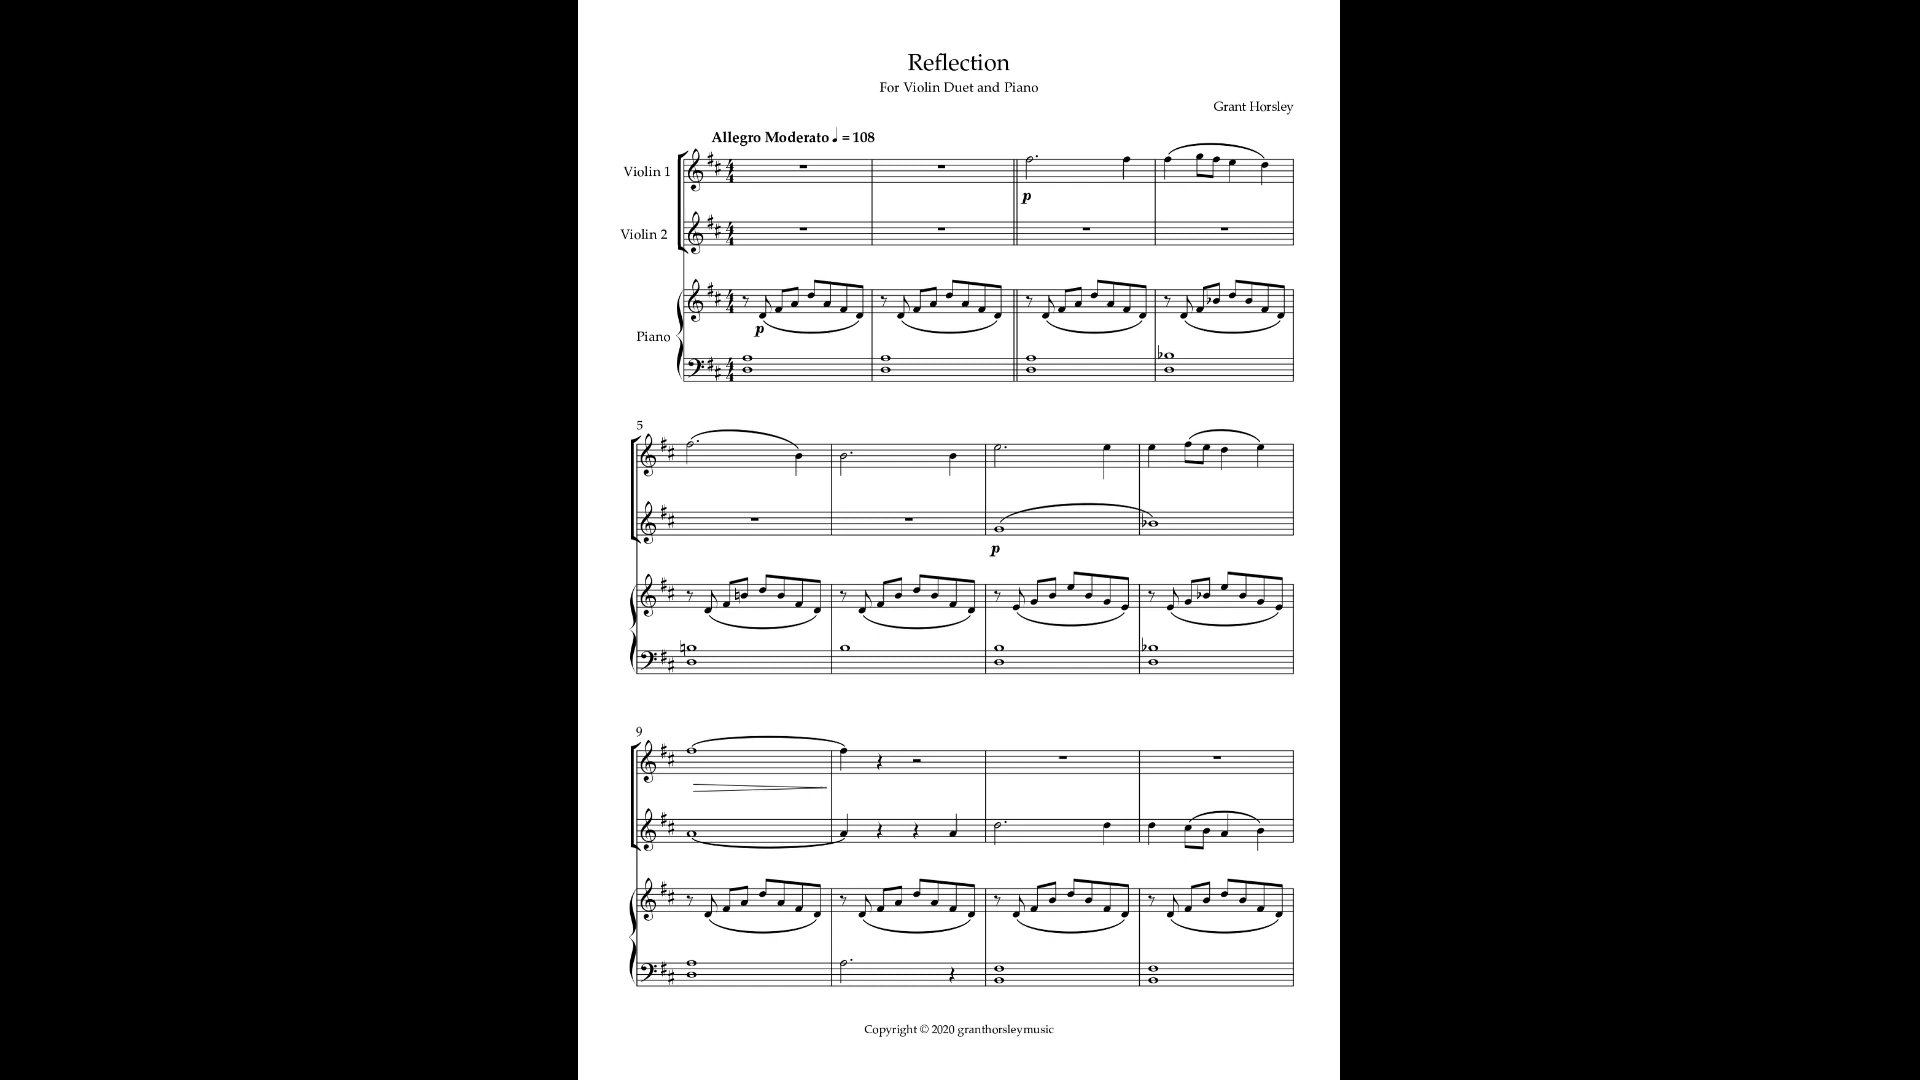 Reflection
For Violin Duet and Piano
Grant Horsley
Allegro Moderato ♩ = 108
Violin 1
p
Violin 2
Piano
p
5
p
9
Copyright © 2020 granthorsleymusic